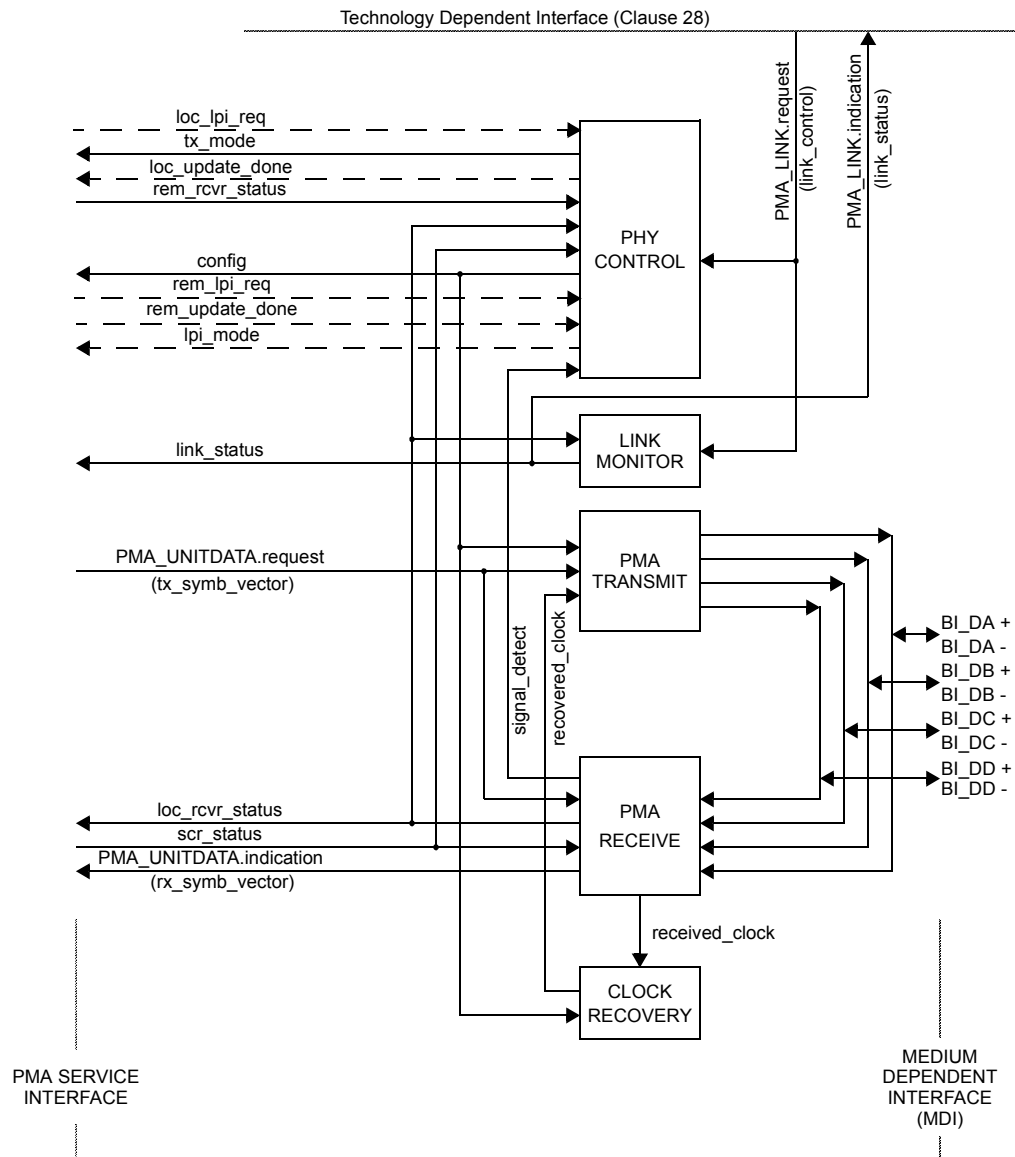 Technology Dependent Interface (Clause 28)
PMA_LINK.request
(link_control)
PMA_LINK.indication
(link_status)
loc_lpi_req
tx_mode
loc_update_done
rem_rcvr_status
PHY
CONTROL
config
rem_lpi_req
rem_update_done
lpi_mode
LINK
MONITOR
link_status
PMA_UNITDATA.request
(tx_symb_vector)
PMA
TRANSMIT
signal_detect
recovered_clock
BI_DA +
BI_DA -
BI_DB +
BI_DB -
BI_DC +
BI_DC -
BI_DD +
BI_DD -
PMA
RECEIVE
loc_rcvr_status
scr_status
PMA_UNITDATA.indication
(rx_symb_vector)
received_clock
CLOCK
RECOVERY
PMA SERVICE
INTERFACE
MEDIUM
DEPENDENT
INTERFACE
(MDI)